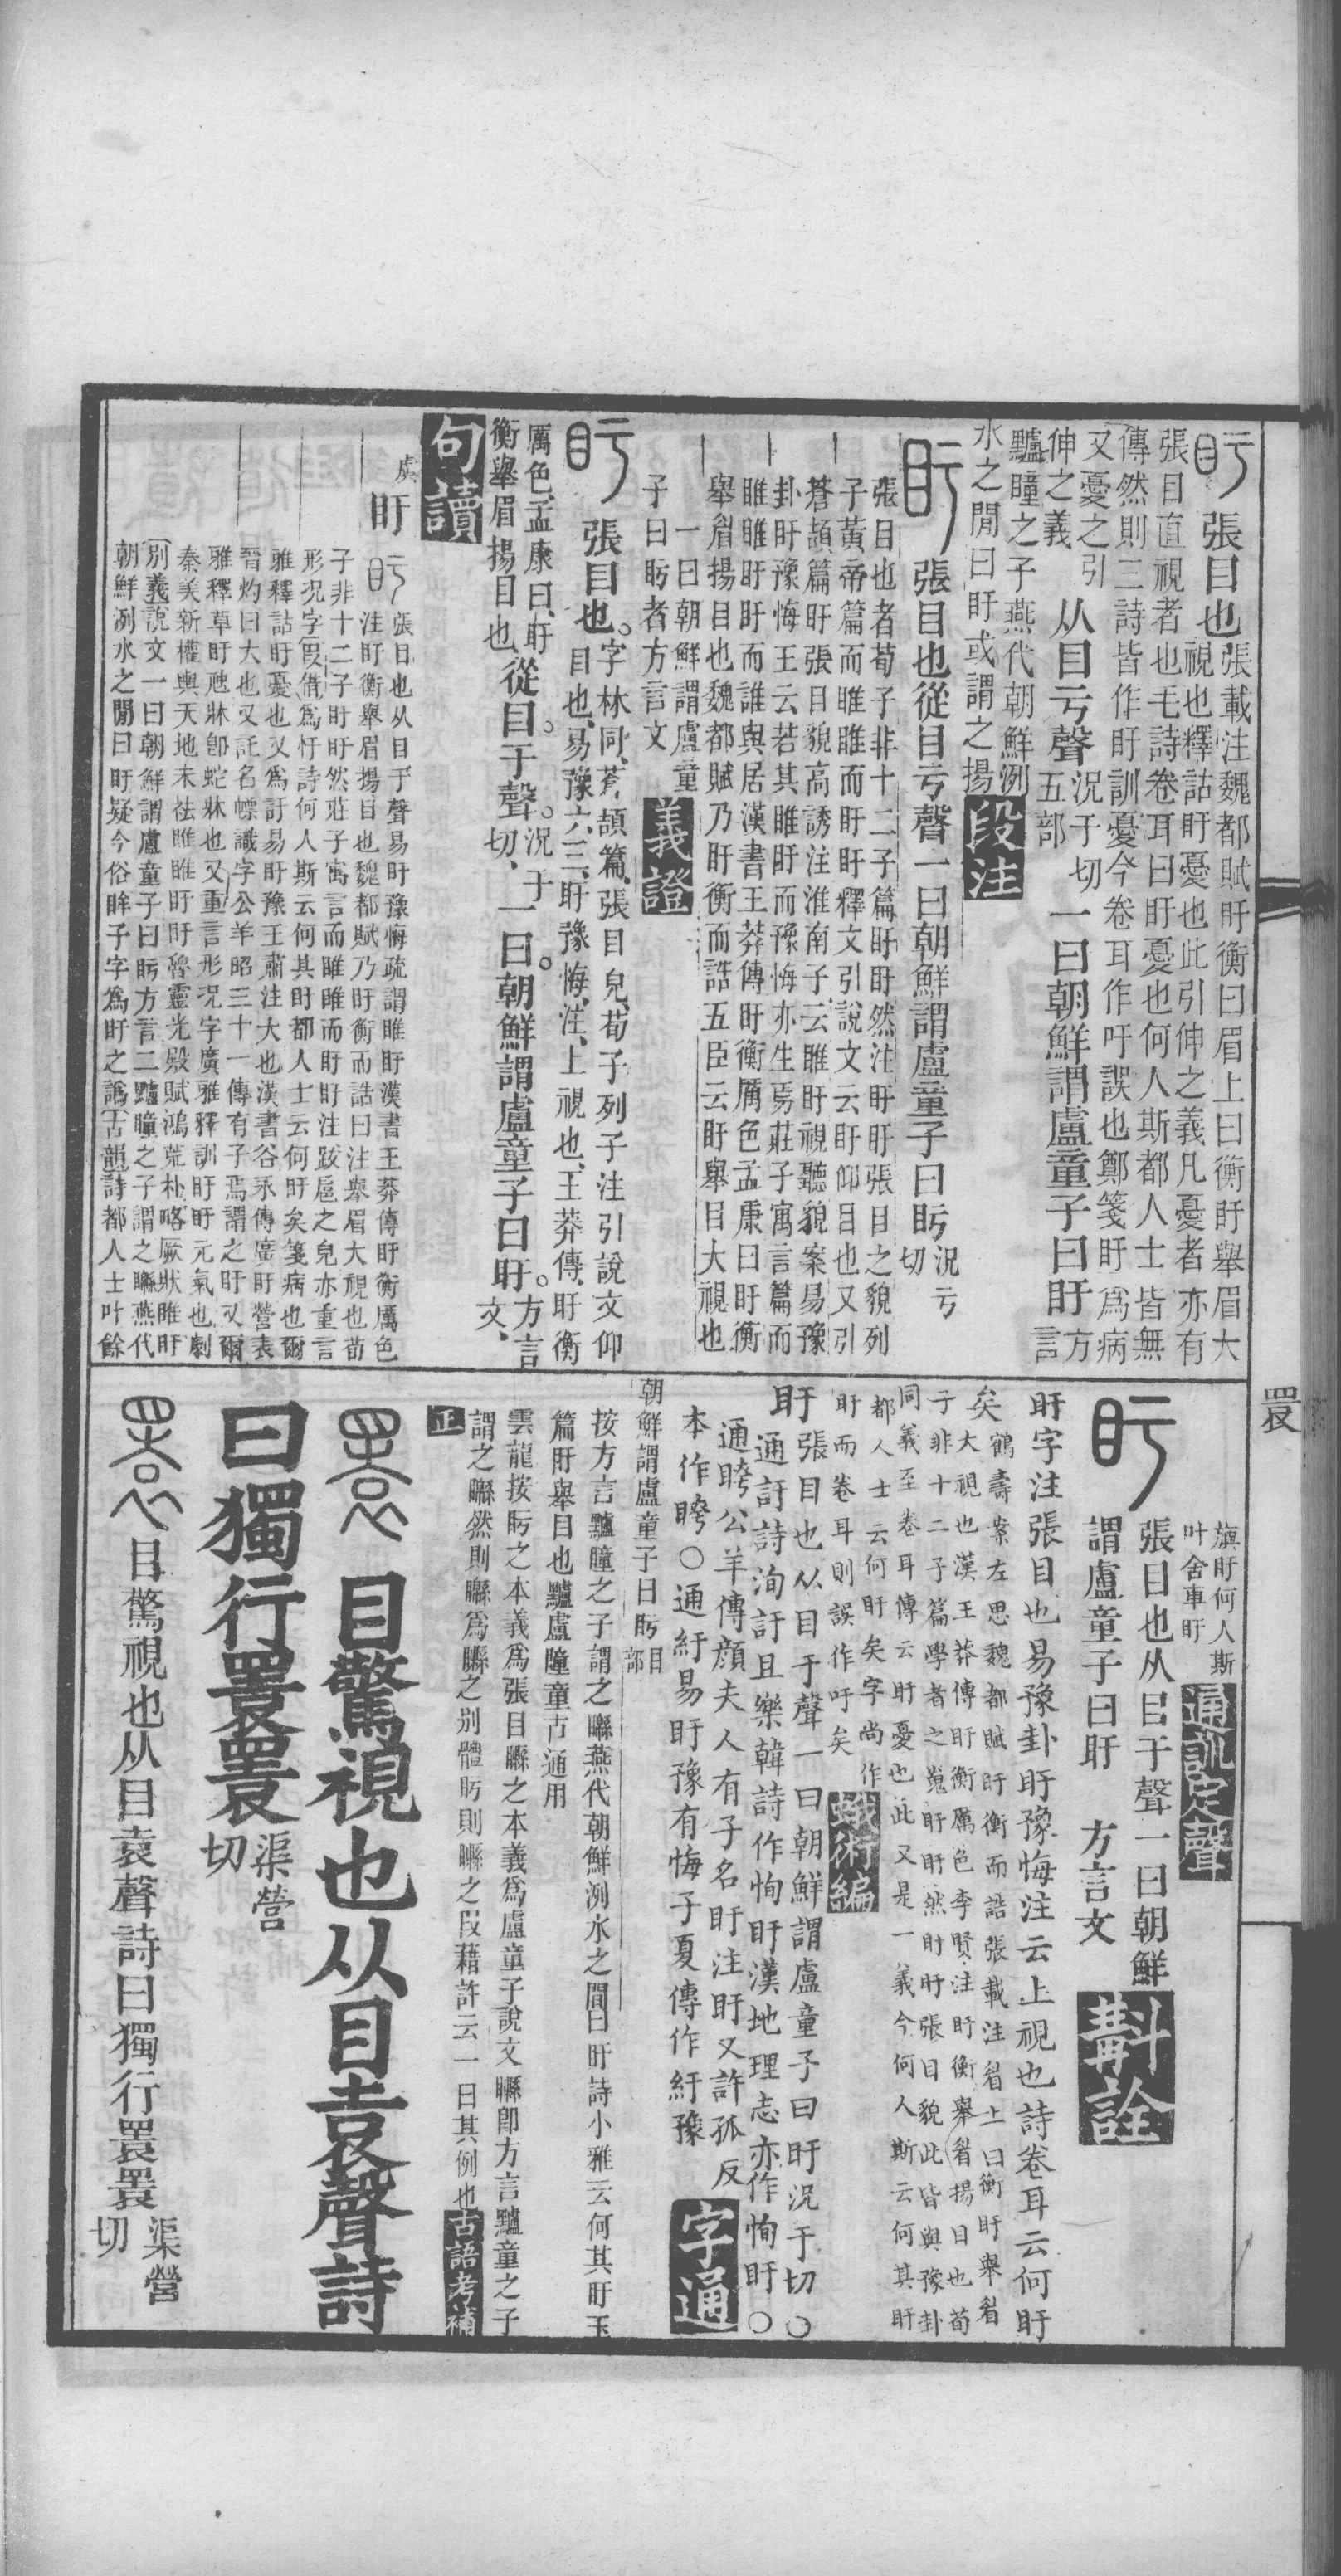 張目也張載注魏都賦盱衡曰眉上曰衡盱舉眉大
視也釋詁盱憂也此引伸之義凡憂者亦有
張目直視者也毛詩卷耳曰盱憂也何人斯都人士皆無
傳然則三詩皆作盱訓憂今卷耳作吁誤也鄭箋盱爲病
又憂之引
伸之義从目亏聲況于切
五部一曰朝鮮謂盧童子曰盱方
言
黸瞳之子燕代朝鮮洌
水之閒曰盱或謂之揚段注
盱張目也從目亏聲一曰朝鮮謂盧童子曰盱況亏
切
張目也者荀子非十二子篇盱盱然注盱盱張目之貌列
子黃帝篇而睢睢而盱盱釋文引說文云盱仰目也又引
蒼頡篇盱張目貌高誘注淮南子云睢盱視聽貌案易豫
卦盱豫悔王云若其睢盱而豫悔亦生焉莊子寓言篇而
睢睢盱盱而誰與居漢書王莽傳盱衡厲色孟康曰盱衡
舉眉揚目也魏都賦乃盱衡而誥五臣云盱舉目大視也
一曰朝鮮謂盧童
子曰盱者方言文義證
張目也。字林同、蒼頡篇、張目皃、荀子列子注引說文仰
目也、易豫六三、盱豫悔、注、上視也、王莽傳、盱衡
厲色、孟康曰、盱
衡舉眉揚目也、從目于聲。況于
切、一曰朝鮮謂盧童子曰盱。方言
文、
句讀
虞盱張目也从目于聲易盱豫悔疏謂睢盱漢書王莽傳盱衡厲色
注盱衡舉眉揚目也魏都賦乃盱衡而誥曰注舉眉大視也荀
子非十二子盱盱然莊子寓言而睢睢而盱盱注跋扈之皃亦重言
形況字〔叚借〕爲忬詩何人斯云何其盱都人士云何盱矣箋病也爾
雅釋詁盱憂也又爲訏易盱豫王肅注大也漢書谷永傳廣盱營表
晉灼曰大也又託名幖識字公羊昭三十一傳有子焉謂之盱又爾
雅釋草盱虺牀卽蛇牀也又重言形況字廣雅釋訓盱盱元氣也劇
秦美新權輿天地未祛睢睢盱盱魯靈光殿賦鴻荒朴略厥狀睢盱
〔別義〕說文一曰朝鮮謂盧童子曰盱方言二黸瞳之子謂之䁵燕代
朝鮮洌水之閒曰盱疑今俗眸子字爲盱之譌〔古韻〕詩都人士叶餘
旟盱何人斯
叶舍車盱通訓定聲
張目也从目于聲一曰朝鮮
謂盧童子曰盱 方言文斠詮
盱字注張目也易豫卦盱豫悔注云上視也詩卷耳云何盱
矣鶴壽案左思魏都賦盱衡而誥張載注眉上曰衡盱舉眉
大視也漢王莽傳盱衡厲色李賢注盱衡舉眉揚目也荀
子非十二子篇學者之嵬盱盱然盱盱張目貌此皆與豫卦
同義至卷耳傳云盱憂也此又是一義今何人斯云何其盱
都人士云何盱矣字尚作
盱而卷耳則誤作吁矣蛾術編
盱張目也从目于聲一曰朝鮮謂盧童子曰盱況于切〇
通訏詩洵訏且樂韓詩作恂盱漢地理志亦作恂盱〇
通䀢公羊傳顏夫人有子名盱注盱又許孤反
本作䀢〇通紆易盱豫有悔子夏傳作紆豫字通
朝鮮謂盧童子曰盱目
部
按方言黸瞳之子謂之䁵燕代朝鮮洌水之間曰盱詩小雅云何其盱玉
篇盱舉目也黸盧瞳童古通用
雲龍按盱之本義爲張目䁵之本義爲盧童子說文䁵卽方言黸童之子
謂之䁵然則䁵爲䁵之別體盱則䁵之叚藉許云一曰其例也古語考補
正
目驚視也从目袁聲詩
曰獨行睘睘渠營
切
目驚視也从目袁聲詩曰獨行睘睘渠營
切
睘